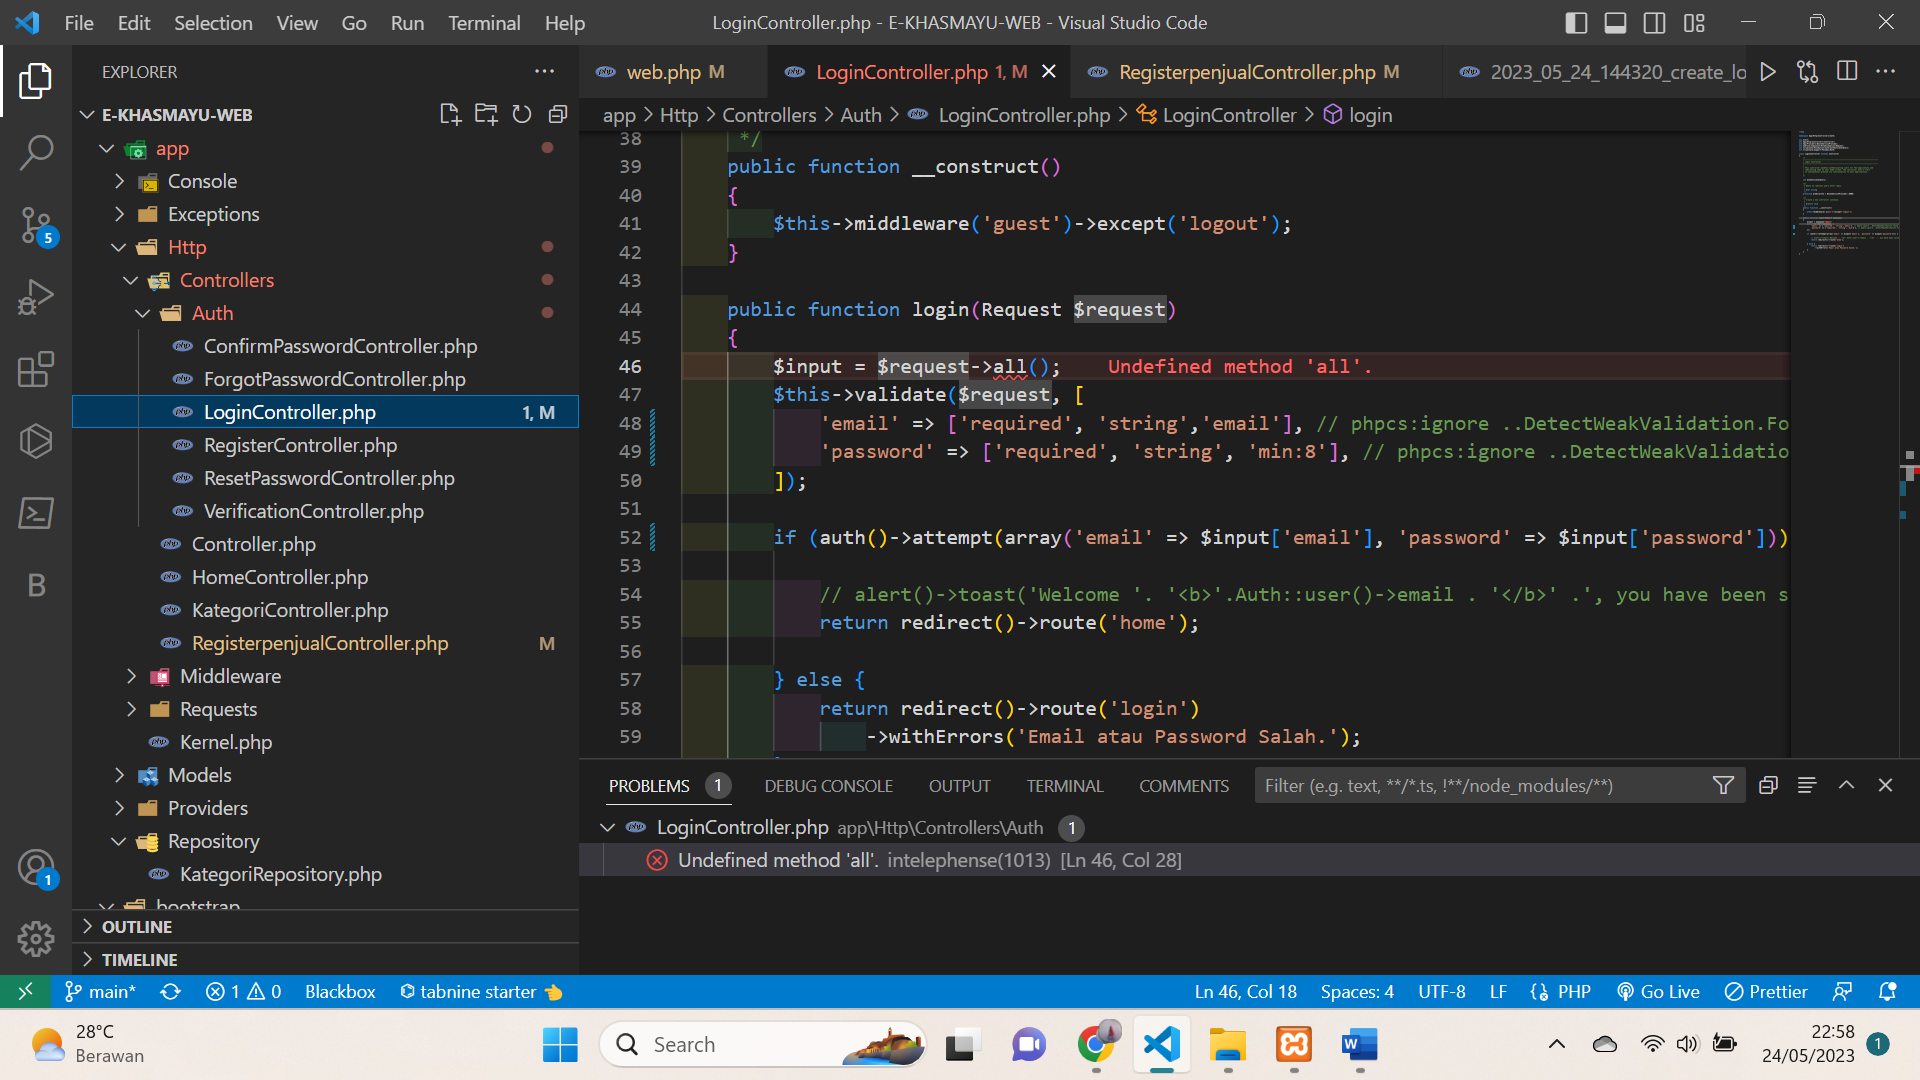 File Edit Selection View Go Run Terminal Help
LoginController.php - E-KHASMAYU-WEB - Visual Studio Code
EXPLORER
E-KHASMAYU-WEB
app
Console
Exceptions
Http
Controllers
Auth
ConfirmPasswordController.php
ForgotPasswordController.php
LoginController.php 1, M
RegisterController.php
ResetPasswordController.php
VerificationController.php
Controller.php
HomeController.php
KategoriController.php
RegisterpenjualController.php M
Middleware
Requests
Kernel.php
Models
Providers
Repository
KategoriRepository.php
bootstrap
OUTLINE
TIMELINE
5
B
1
web.php M
LoginController.php 1, M
RegisterpenjualController.php M
2023_05_24_144320_create_lo
app > Http > Controllers > Auth > LoginController.php > LoginController > login
38 */
39 public function __construct()
40 {
41 $this->middleware('guest')->except('logout');
42 }
43
44 public function login(Request $request)
45 {
46 $input = $request->all(); Undefined method 'all'.
47 $this->validate($request, [
48 'email' => ['required', 'string','email'], // phpcs:ignore ..DetectWeakValidation.Fo
49 'password' => ['required', 'string', 'min:8'], // phpcs:ignore ..DetectWeakValidatio
50 ]);
51
52 if (auth()->attempt(array('email' => $input['email'], 'password' => $input['password']))
53
54 // alert()->toast('Welcome '. '<b>'.Auth::user()->email . '</b>' .', you have been s
55 return redirect()->route('home');
56
57 } else {
58 return redirect()->route('login')
59 ->withErrors('Email atau Password Salah.');
PROBLEMS 1 DEBUG CONSOLE OUTPUT TERMINAL COMMENTS Filter (e.g. text, **/*.ts, !**/node_modules/**)
LoginController.php app\Http\Controllers\Auth 1
Undefined method 'all'. intelephense(1013) [Ln 46, Col 28]
main* 1 0 Blackbox tabnine starter Ln 46, Col 18 Spaces: 4 UTF-8 LF PHP Go Live Prettier
28°C
Berawan
Search
22:58
24/05/2023
1